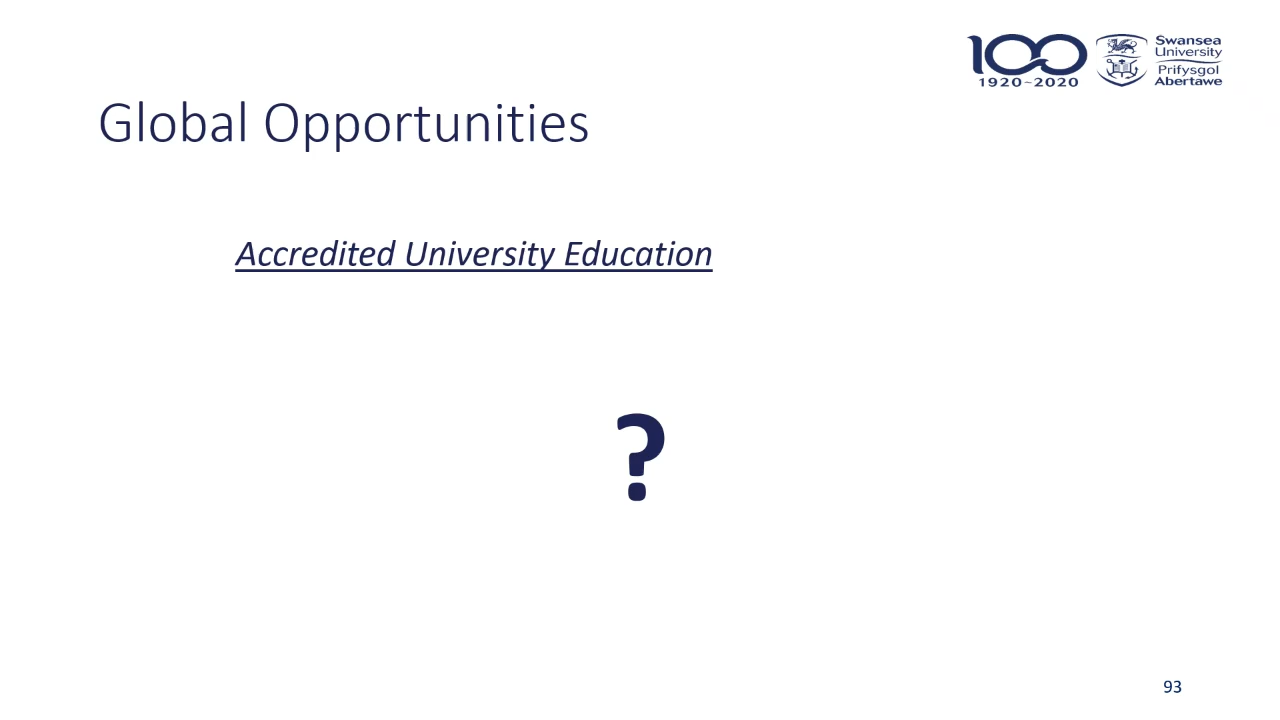 100
1920~2020
Swansea
University
Prifysgol
Abertawe
Global Opportunities
Accredited University Education
?
93